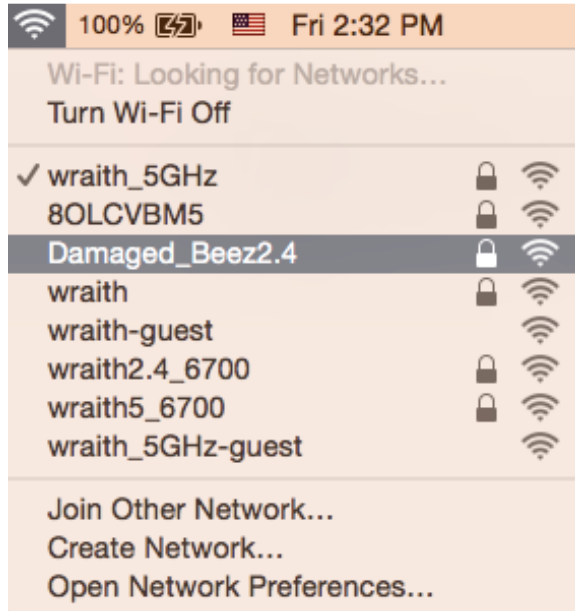 100% Fri 2:32 PM
Wi-Fi: Looking for Networks...
Turn Wi-Fi Off
wraith_5GHz
8OLCVBM5
Damaged_Beez2.4
wraith
wraith-guest
wraith2.4_6700
wraith5_6700
wraith_5GHz-guest
Join Other Network...
Create Network...
Open Network Preferences...